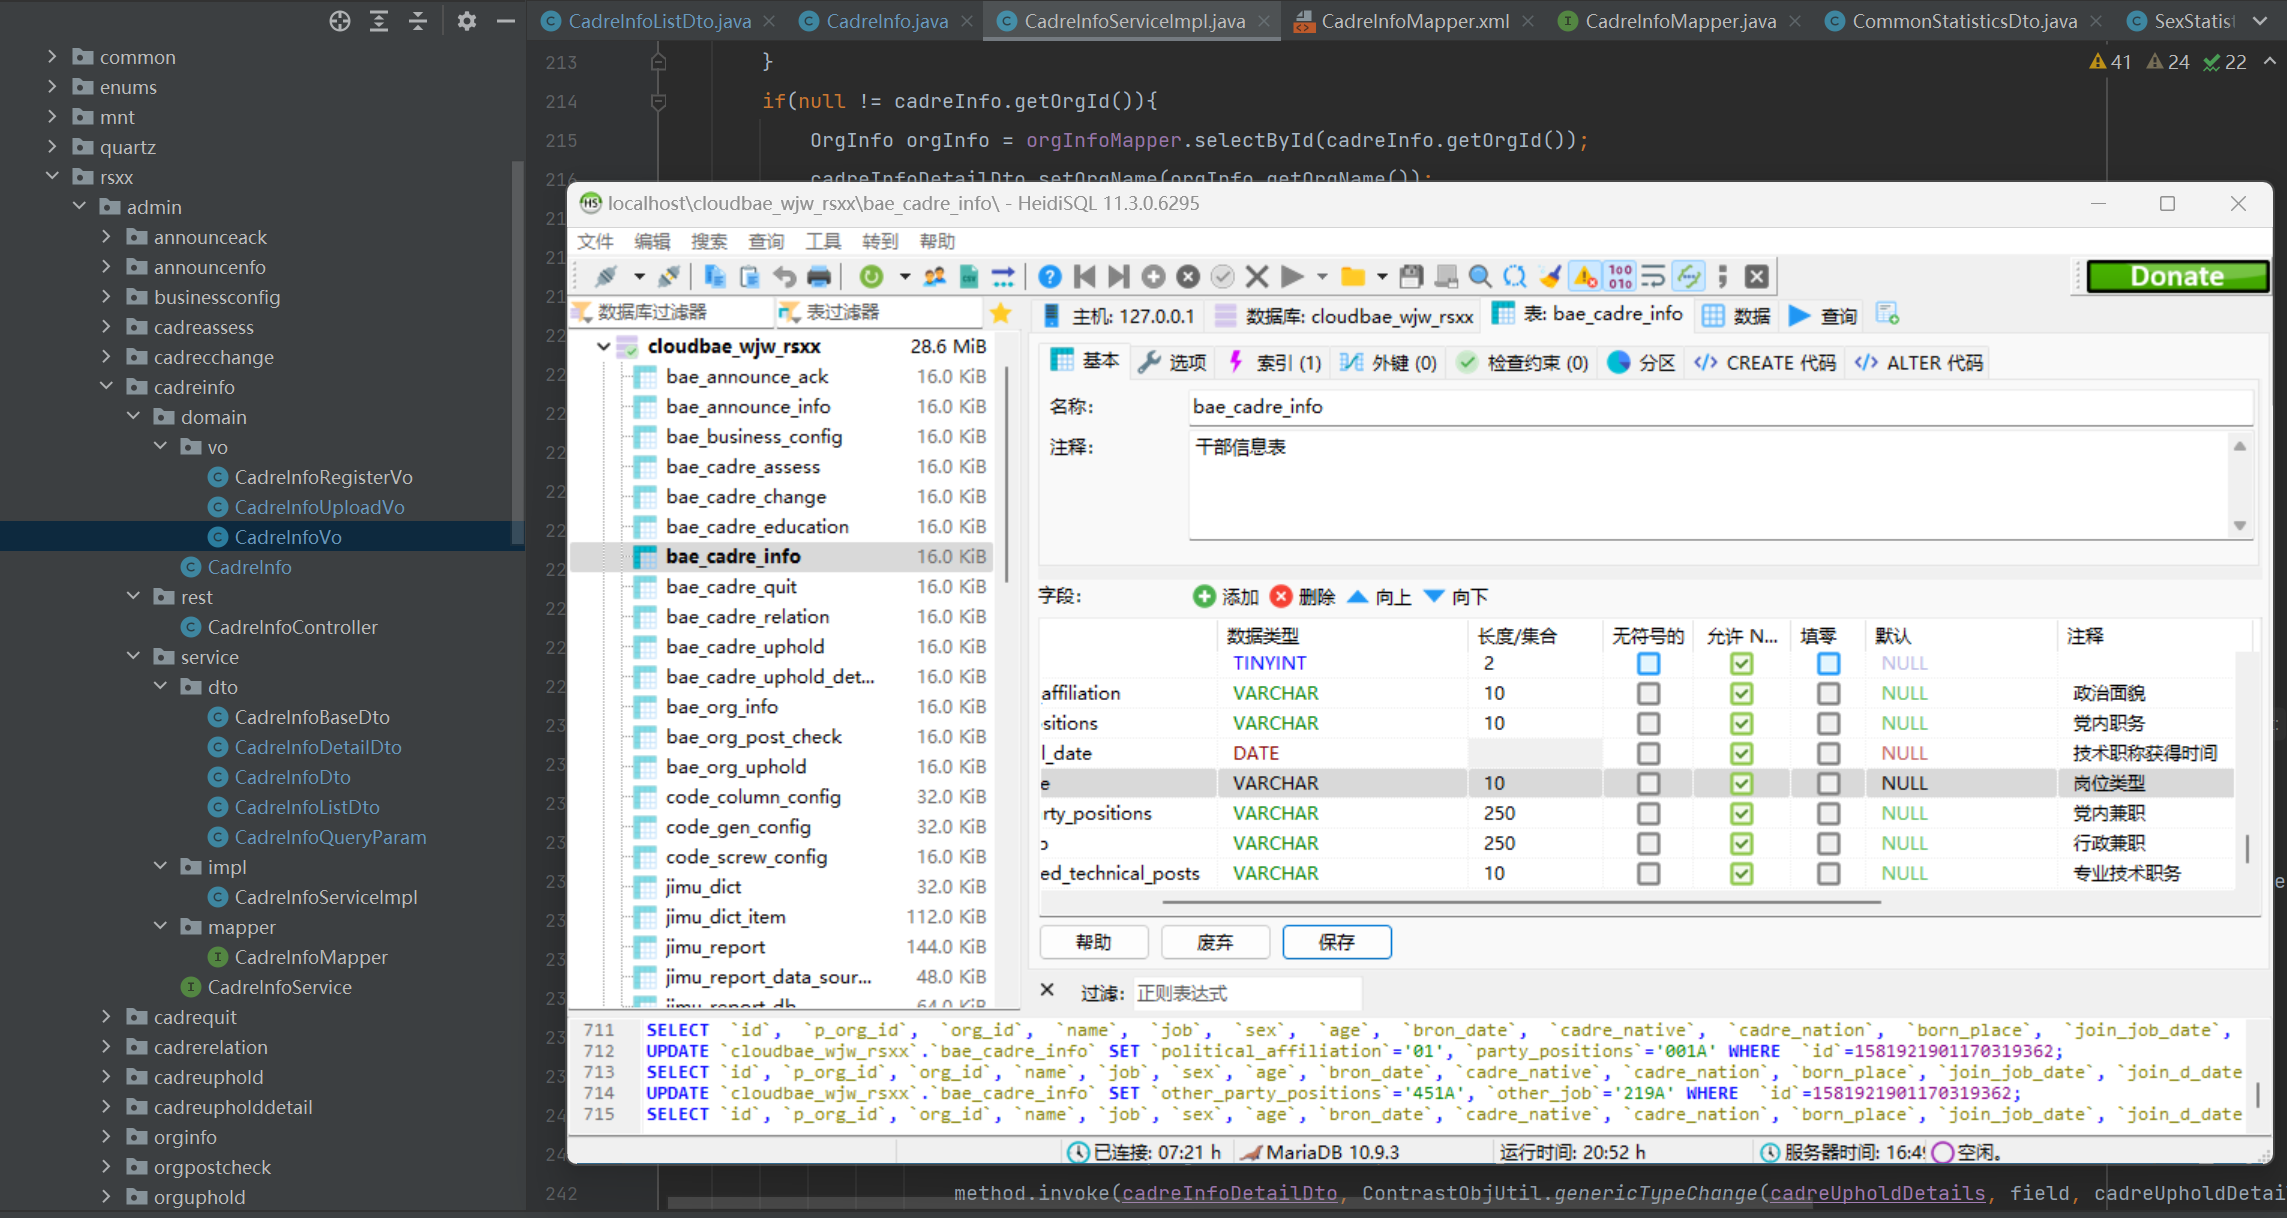 CadreInfoListDto.java
CadreInfo.java
CadreInfoServiceImpl.java
CadreInfoMapper.xml
CadreInfoMapper.java
CommonStatisticsDto.java
41 24 22
common
enums
mnt
quartz
rsxx
admin
announceack
announcenfo
businessconfig
cadreassess
cadrecchange
cadreinfo
domain
vo
CadreInfoRegisterVo
CadreInfoUploadVo
CadreInfoVo
CadreInfo
rest
CadreInfoController
service
dto
CadreInfoBaseDto
CadreInfoDetailDto
CadreInfoDto
CadreInfoListDto
CadreInfoQueryParam
impl
CadreInfoServiceImpl
mapper
CadreInfoMapper
CadreInfoService
cadrequit
cadrerelation
cadreuphold
cadreupholddetail
orginfo
orgpostcheck
orguphold
213 }
214 if(null != cadreInfo.getOrgId()){
215 OrgInfo orgInfo = orgInfoMapper.selectById(cadreInfo.getOrgId());
216 cadreInfoDetailDto.setOrgName(orgInfo.getOrgName());
localhost\cloudbae_wjw_rsxx\bae_cadre_info\ - HeidiSQL 11.3.0.6295
文件 编辑 搜索 查询 工具 转到 帮助
Donate
数据库过滤器 表过滤器
主机: 127.0.0.1 数据库: cloudbae_wjw_rsxx 表: bae_cadre_info 数据 查询
cloudbae_wjw_rsxx 28.6 MiB
bae_announce_ack 16.0 KiB
bae_announce_info 16.0 KiB
bae_business_config 16.0 KiB
bae_cadre_assess 16.0 KiB
bae_cadre_change 16.0 KiB
bae_cadre_education 16.0 KiB
bae_cadre_info 16.0 KiB
bae_cadre_quit 16.0 KiB
bae_cadre_relation 16.0 KiB
bae_cadre_uphold 16.0 KiB
bae_cadre_uphold_det... 16.0 KiB
bae_org_info 16.0 KiB
bae_org_post_check 16.0 KiB
bae_org_uphold 16.0 KiB
code_column_config 32.0 KiB
code_gen_config 32.0 KiB
code_screw_config 16.0 KiB
jimu_dict 32.0 KiB
jimu_dict_item 112.0 KiB
jimu_report 144.0 KiB
jimu_report_data_sour... 48.0 KiB
jimu_report_db 64.0 KiB
基本 选项 索引 (1) 外键 (0) 检查约束 (0) 分区 CREATE 代码 ALTER 代码
名称: bae_cadre_info
注释: 干部信息表
字段: 添加 删除 向上 向下
数据类型 长度/集合 无符号的 允许 N... 填零 默认 注释
TINYINT 2 NULL
affiliation VARCHAR 10 NULL 政治面貌
sitions VARCHAR 10 NULL 党内职务
l_date DATE NULL 技术职称获得时间
e VARCHAR 10 NULL 岗位类型
rty_positions VARCHAR 250 NULL 党内兼职
VARCHAR 250 NULL 行政兼职
ed_technical_posts VARCHAR 10 NULL 专业技术职务
帮助 废弃 保存
过滤: 正则表达式
711 SELECT `id`, `p_org_id`, `org_id`, `name`, `job`, `sex`, `age`, `bron_date`, `cadre_native`, `cadre_nation`, `born_place`, `join_job_date`,
712 UPDATE `cloudbae_wjw_rsxx`.`bae_cadre_info` SET `political_affiliation`='01', `party_positions`='001A' WHERE `id`=1581921901170319362;
713 SELECT `id`, `p_org_id`, `org_id`, `name`, `job`, `sex`, `age`, `bron_date`, `cadre_native`, `cadre_nation`, `born_place`, `join_job_date`, `join_d_date
714 UPDATE `cloudbae_wjw_rsxx`.`bae_cadre_info` SET `other_party_positions`='451A', `other_job`='219A' WHERE `id`=1581921901170319362;
715 SELECT `id`, `p_org_id`, `org_id`, `name`, `job`, `sex`, `age`, `bron_date`, `cadre_native`, `cadre_nation`, `born_place`, `join_job_date`, `join_d_date
已连接: 07:21 h MariaDB 10.9.3 运行时间: 20:52 h 服务器时间: 16:4 空闲。
242 method.invoke(cadreInfoDetailDto, ContrastObjUtil.genericTypeChange(cadreUpholdDetails, field, cadreUpholdDetai